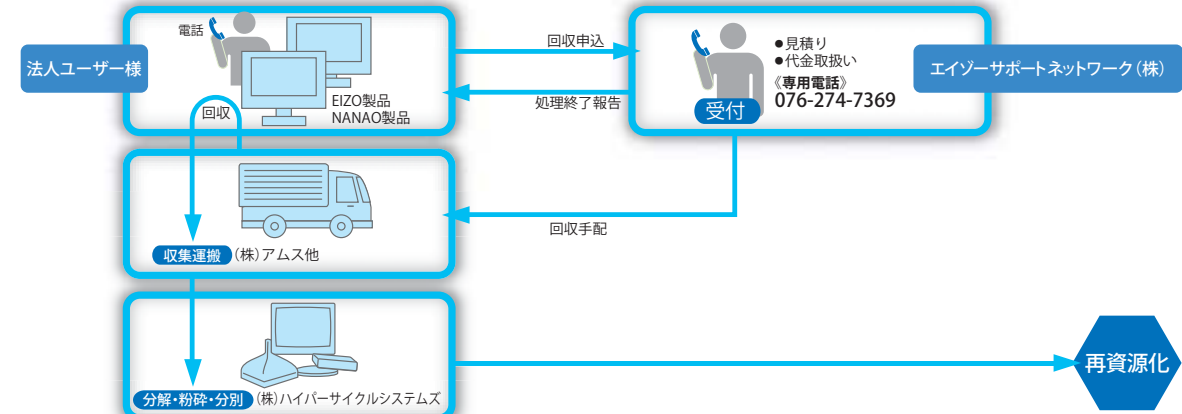 電話
法人ユーザー様
EIZO製品
NANAO製品
回収
回収申込
処理終了報告
●見積り
●代金取扱い
《専用電話》
076-274-7369
受付
エイゾーサポートネットワーク(株)
回収手配
収集運搬 (株)アムス他
分解・粉砕・分別 (株)ハイパーサイクルシステムズ
再資源化